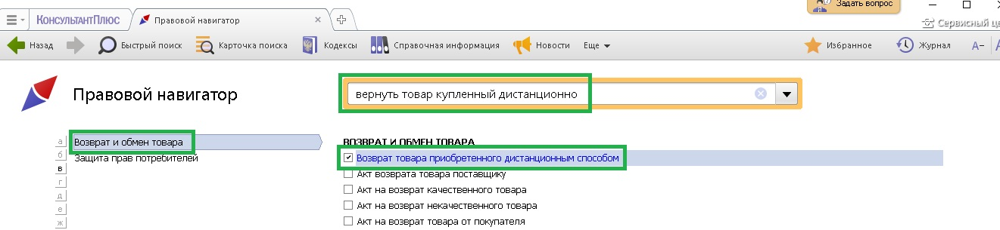 Задать вопрос
КОНСУЛЬТАНТПЛЮС Правовой навигатор
Сервисный це
Назад Быстрый поиск Карточка поиска Кодексы Справочная информация Новости Еще Избранное Журнал А−
Правовой навигатор
вернуть товар купленный дистанционно
а
б
в
г
д
е
ж
Возврат и обмен товара
Защита прав потребителей
ВОЗВРАТ И ОБМЕН ТОВАРА
Возврат товара приобретенного дистанционным способом
Акт возврата товара поставщику
Акт на возврат качественного товара
Акт на возврат некачественного товара
Акт на возврат товара от покупателя